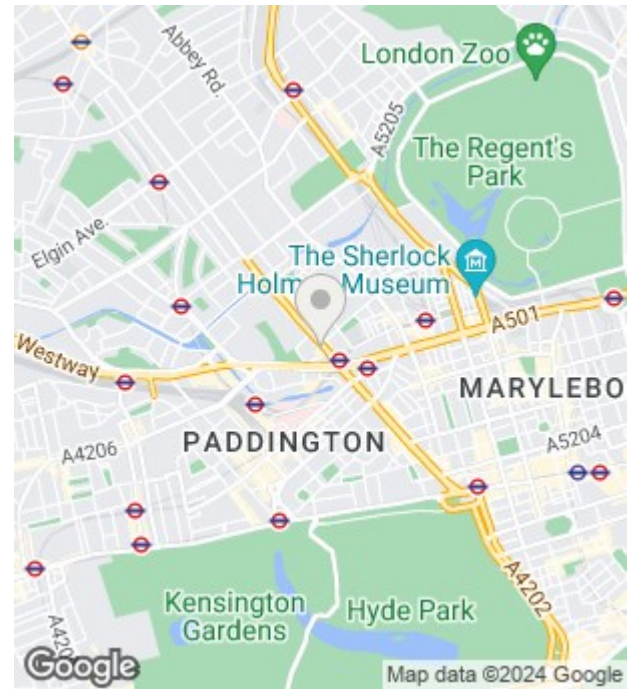 London Zoo
Abbey Rd.
A5205
The Regent's
Park
Elgin Ave.
The Sherlock
Holmes Museum
Westway
A501
MARYLEBO
PADDINGTON
A4206
A5204
A4202
Kensington
Gardens
Hyde Park
A420
Google
Map data ©2024 Google